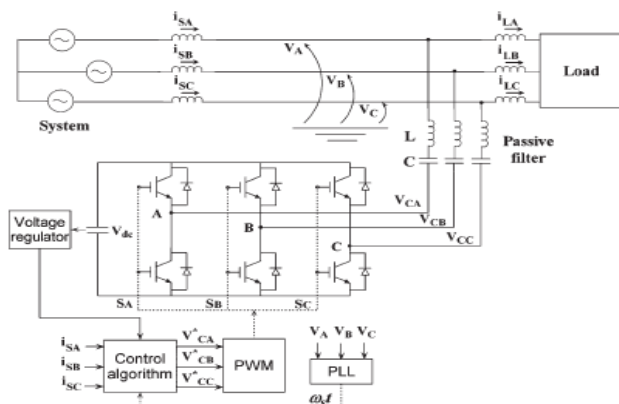 iSA iLA
VA
iSB iLB
VB Load
iSC iLC
VC
System
L Passive
C filter
VCA
A
Voltage
regulator
Vdc
VCB
B
C
VCC
SA SB SC
iSA V*CA
iSB Control V*CB PWM
algorithm
iSC V*CC
VA VB VC
PLL